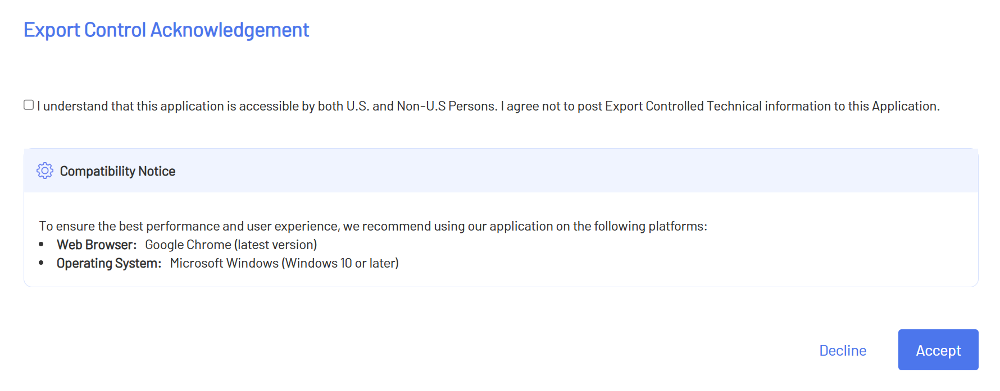 Export Control Acknowledgement
I understand that this application is accessible by both U.S. and Non-U.S Persons. I agree not to post Export Controlled Technical information to this Application.
Compatibility Notice
To ensure the best performance and user experience, we recommend using our application on the following platforms:
• Web Browser: Google Chrome (latest version)
• Operating System: Microsoft Windows (Windows 10 or later)
Decline
Accept